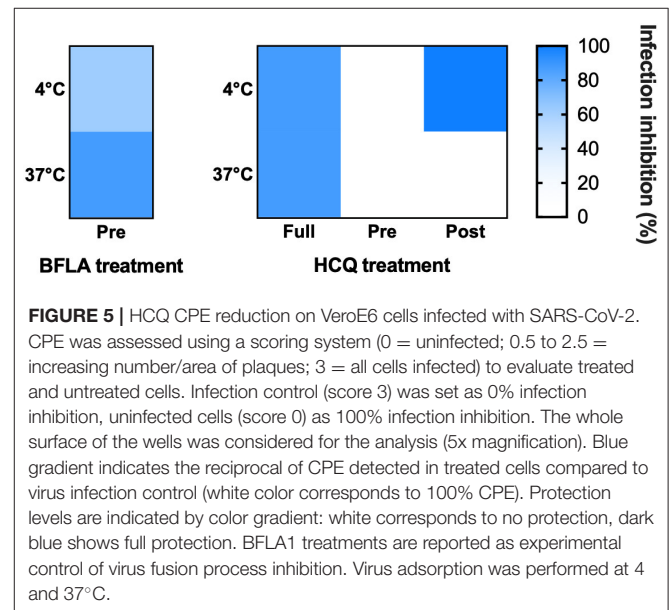 4°C
37°C
Pre
BFLA treatment
4°C
37°C
Full Pre Post
HCQ treatment
100
80
60
40
20
0
Infection inhibition (%)
FIGURE 5 | HCQ CPE reduction on VeroE6 cells infected with SARS-CoV-2.
CPE was assessed using a scoring system (0 = uninfected; 0.5 to 2.5 =
increasing number/area of plaques; 3 = all cells infected) to evaluate treated
and untreated cells. Infection control (score 3) was set as 0% infection
inhibition, uninfected cells (score 0) as 100% infection inhibition. The whole
surface of the wells was considered for the analysis (5x magnification). Blue
gradient indicates the reciprocal of CPE detected in treated cells compared to
virus infection control (white color corresponds to 100% CPE). Protection
levels are indicated by color gradient: white corresponds to no protection, dark
blue shows full protection. BFLA1 treatments are reported as experimental
control of virus fusion process inhibition. Virus adsorption was performed at 4
and 37°C.